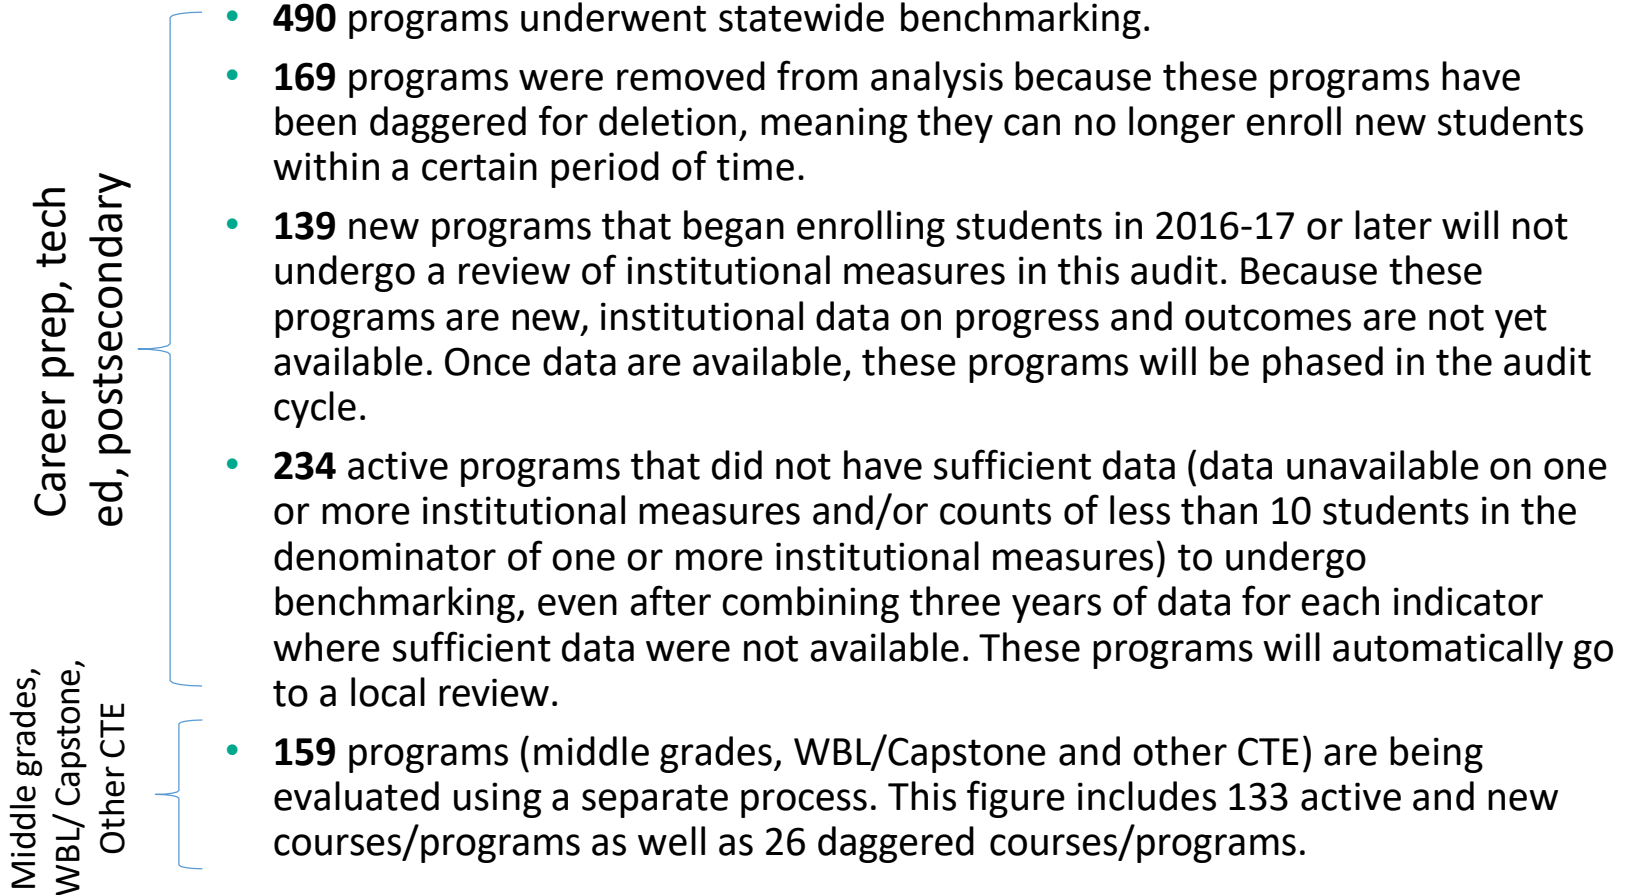 Career prep, tech
ed, postsecondary
• 490 programs underwent statewide benchmarking.
• 169 programs were removed from analysis because these programs have
been daggered for deletion, meaning they can no longer enroll new students
within a certain period of time.
• 139 new programs that began enrolling students in 2016-17 or later will not
undergo a review of institutional measures in this audit. Because these
programs are new, institutional data on progress and outcomes are not yet
available. Once data are available, these programs will be phased in the audit
cycle.
• 234 active programs that did not have sufficient data (data unavailable on one
or more institutional measures and/or counts of less than 10 students in the
denominator of one or more institutional measures) to undergo
benchmarking, even after combining three years of data for each indicator
where sufficient data were not available. These programs will automatically go
to a local review.
Middle grades,
WBL/ Capstone,
Other CTE
• 159 programs (middle grades, WBL/Capstone and other CTE) are being
evaluated using a separate process. This figure includes 133 active and new
courses/programs as well as 26 daggered courses/programs.